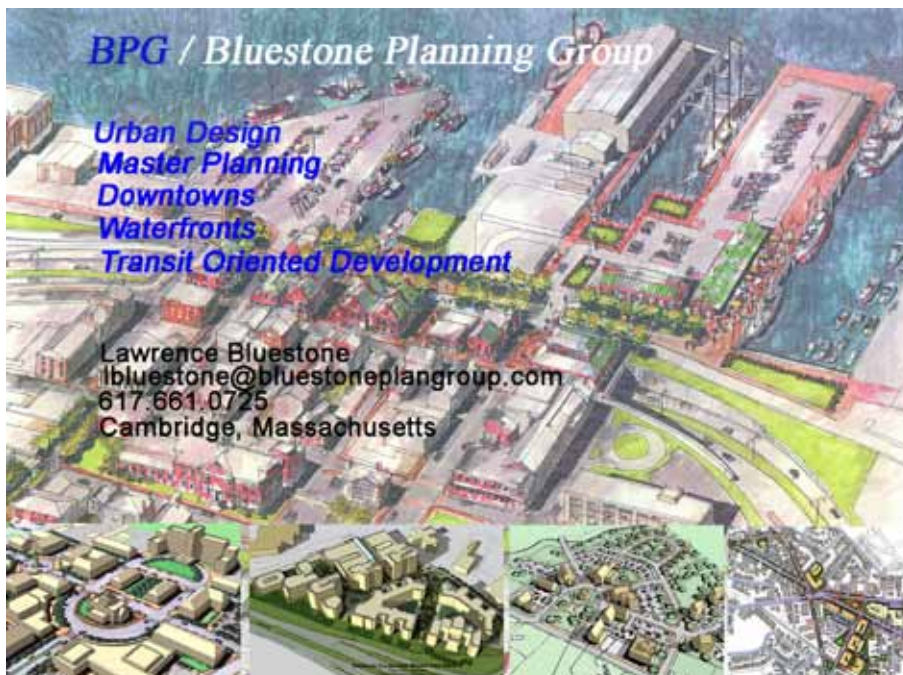 BPG / Bluestone Planning Group
Urban Design
Master Planning
Downtowns
Waterfronts
Transit Oriented Development
Lawrence Bluestone
lbluestone@bluestoneplangroup.com
617.661.0725
Cambridge, Massachusetts